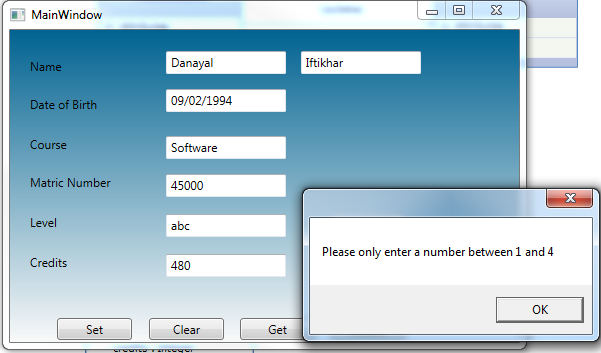 MainWindow
Name Danayal Iftikhar
Date of Birth 09/02/1994
Course Software
Matric Number 45000
Level abc
Credits 480
Please only enter a number between 1 and 4
OK
Set Clear Get